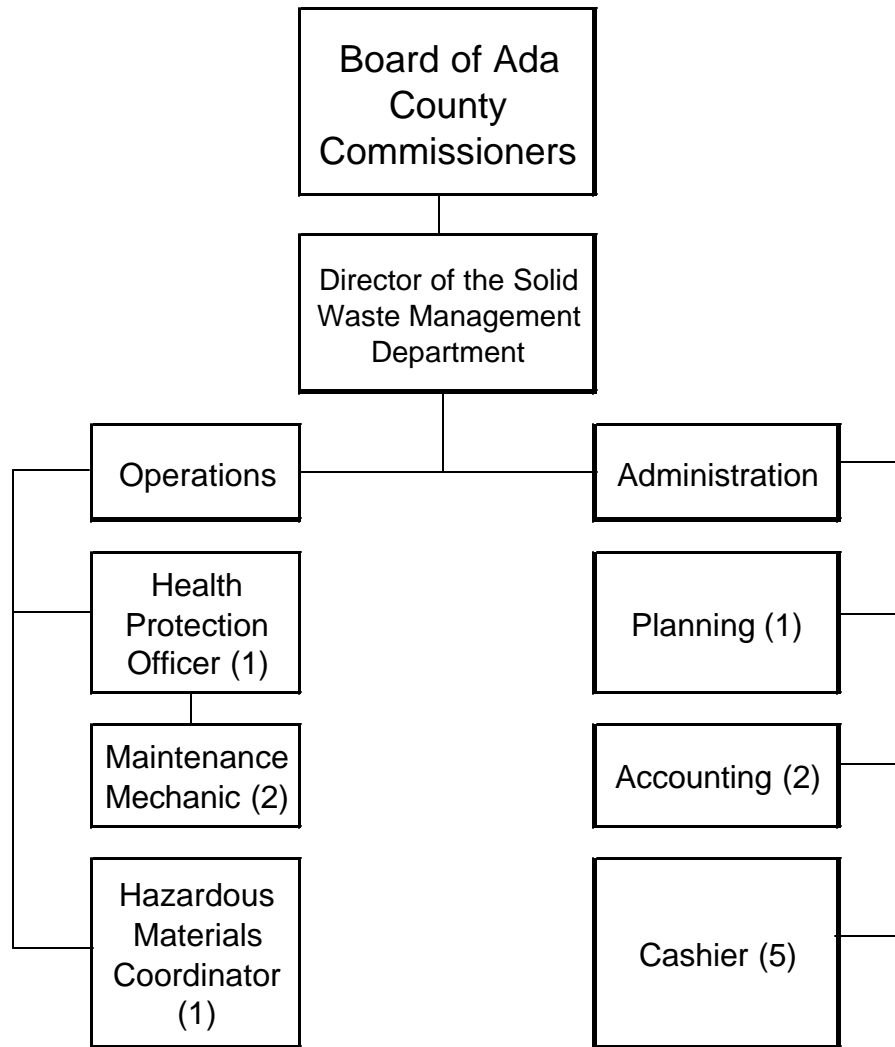 Board of Ada
County
Commissioners
Director of the Solid
Waste Management
Department
Operations
Administration
Health
Protection
Officer (1)
Planning (1)
Maintenance
Mechanic (2)
Accounting (2)
Hazardous
Materials
Coordinator
(1)
Cashier (5)